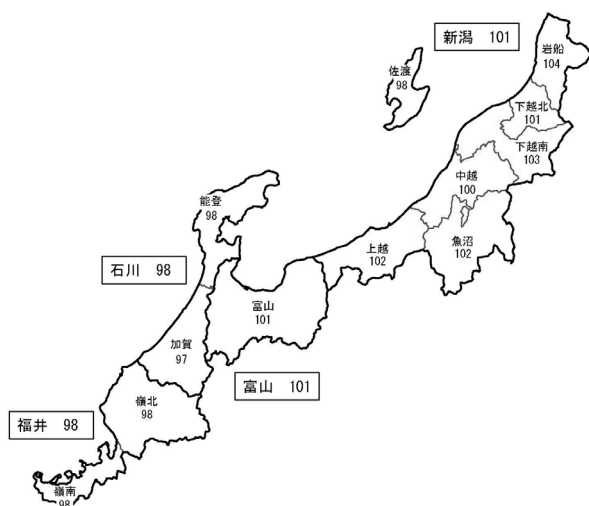 新潟 101
岩船
104
佐渡
98
下越北
101
下越南
103
中越
100
能登
98
魚沼
102
上越
102
石川 98
富山
101
加賀
97
富山 101
嶺北
98
福井 98
嶺南
98